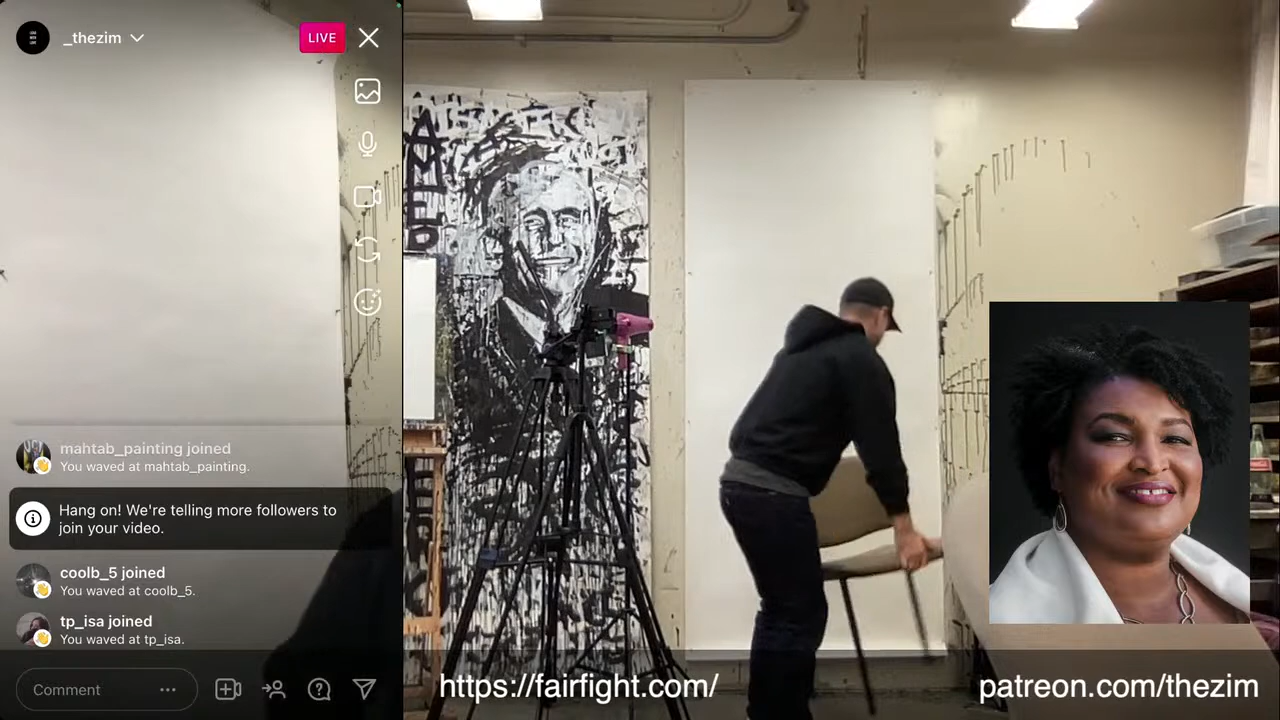 _thezim
LIVE
mahtab_painting joined
You waved at mahtab_painting.
Hang on! We're telling more followers to
join your video.
coolb_5 joined
You waved at coolb_5.
tp_isa joined
You waved at tp_isa.
Comment
https://fairfight.com/
patreon.com/thezim